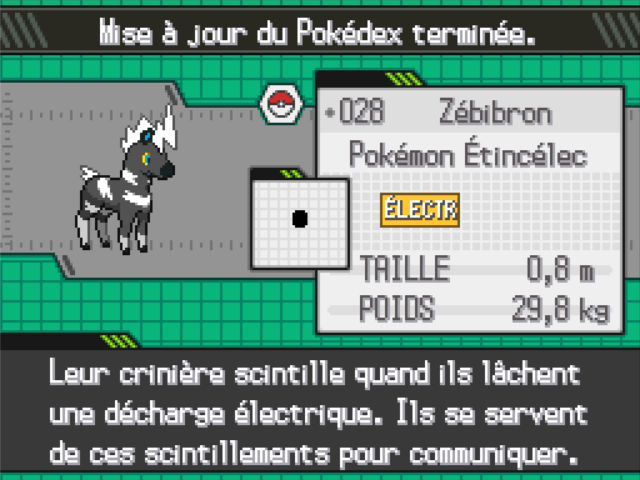 Mise à jour du Pokédex terminée.
028 Zébibron
Pokémon Étincélec
ÉLECTR
TAILLE 0,8 m
POIDS 29,8 kg
Leur crinière scintille quand ils lâchent
une décharge électrique. Ils se servent
de ces scintillements pour communiquer.